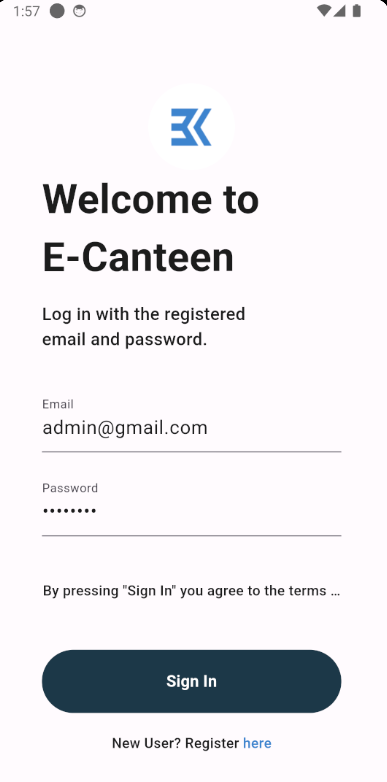 1:57
Welcome to
E-Canteen
Log in with the registered
email and password.
Email
admin@gmail.com
Password
••••••••
By pressing "Sign In" you agree to the terms ...
Sign In
New User? Register here